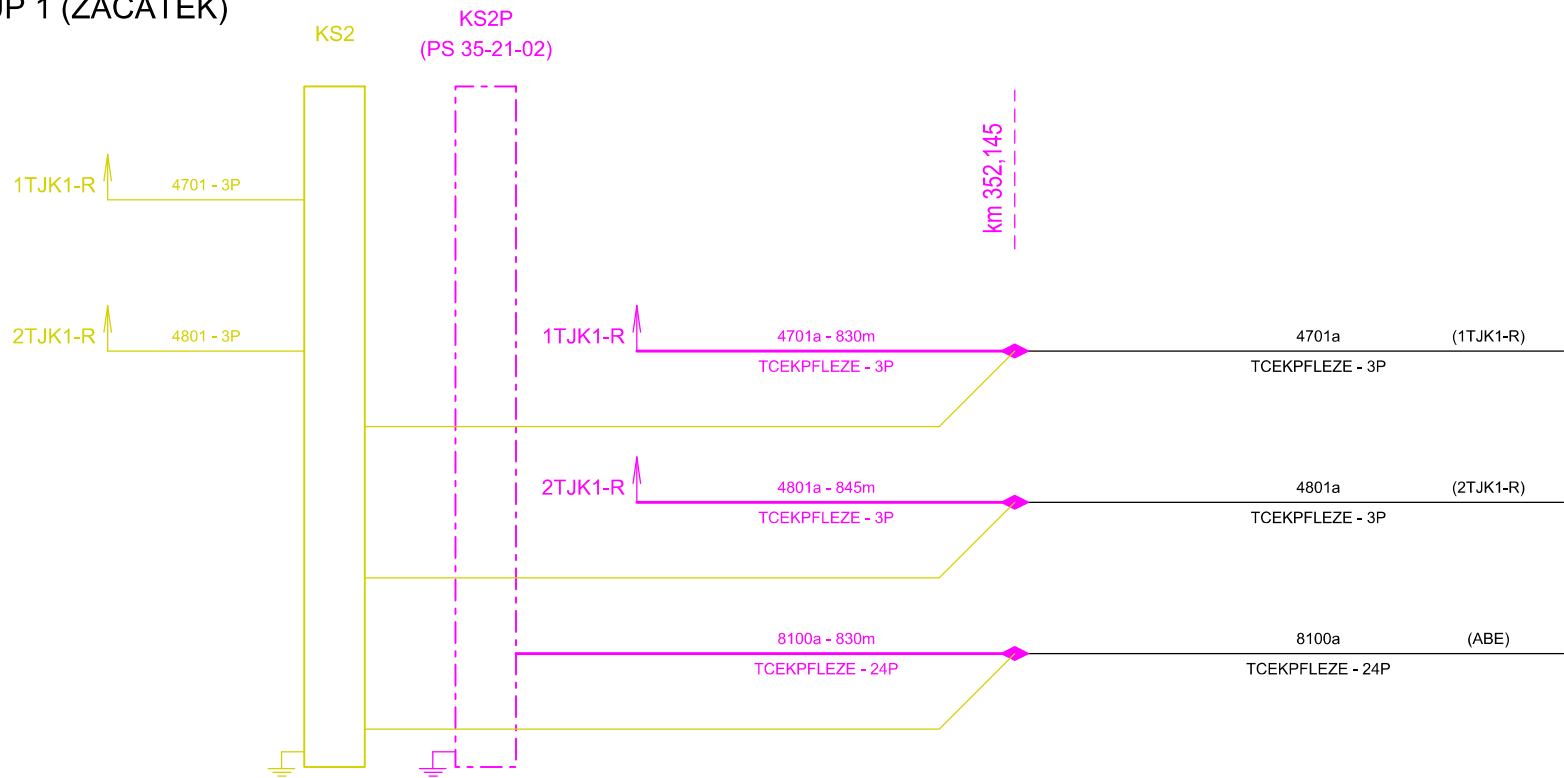 1 (ZAČÁTEK)
KS2
KS2P
(PS 35-21-02)
km 352,145
1TJK1-R
4701 - 3P
2TJK1-R
4801 - 3P
1TJK1-R
4701a - 830m
TCEKPFLEZE - 3P
4701a
(1TJK1-R)
TCEKPFLEZE - 3P
2TJK1-R
4801a - 845m
TCEKPFLEZE - 3P
4801a
(2TJK1-R)
TCEKPFLEZE - 3P
8100a - 830m
TCEKPFLEZE - 24P
8100a
(ABE)
TCEKPFLEZE - 24P